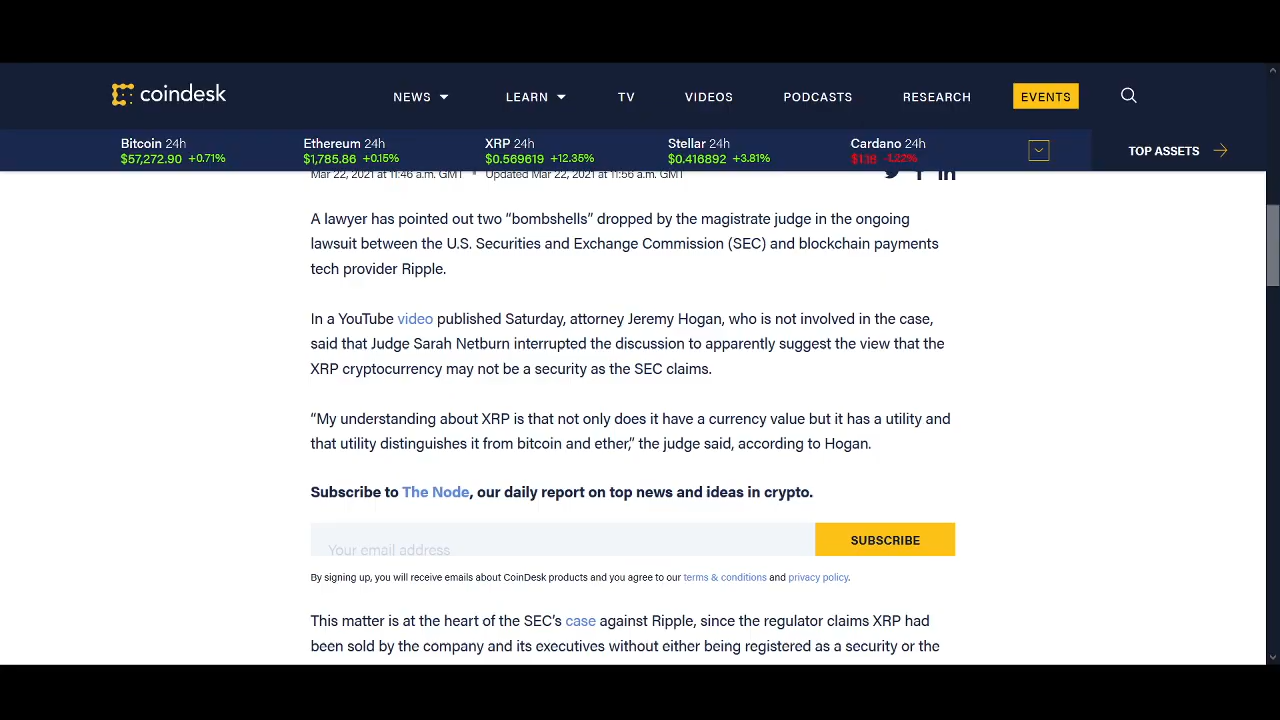 coindesk
NEWS LEARN TV VIDEOS PODCASTS RESEARCH EVENTS
Bitcoin 24h Ethereum 24h XRP 24h Stellar 24h Cardano 24h
$57,272.90 +0.71% $1,785.86 +0.15% $0.569619 +12.35% $0.416892 +3.81% $1.18 -1.22%
TOP ASSETS
Mar 22, 2021 at 11:46 a.m. GMT • Updated Mar 22, 2021 at 11:56 a.m. GMT
A lawyer has pointed out two “bombshells” dropped by the magistrate judge in the ongoing
lawsuit between the U.S. Securities and Exchange Commission (SEC) and blockchain payments
tech provider Ripple.
In a YouTube video published Saturday, attorney Jeremy Hogan, who is not involved in the case,
said that Judge Sarah Netburn interrupted the discussion to apparently suggest the view that the
XRP cryptocurrency may not be a security as the SEC claims.
“My understanding about XRP is that not only does it have a currency value but it has a utility and
that utility distinguishes it from bitcoin and ether,” the judge said, according to Hogan.
Subscribe to The Node, our daily report on top news and ideas in crypto.
Your email address
SUBSCRIBE
By signing up, you will receive emails about CoinDesk products and you agree to our terms & conditions and privacy policy.
This matter is at the heart of the SEC’s case against Ripple, since the regulator claims XRP had
been sold by the company and its executives without either being registered as a security or the